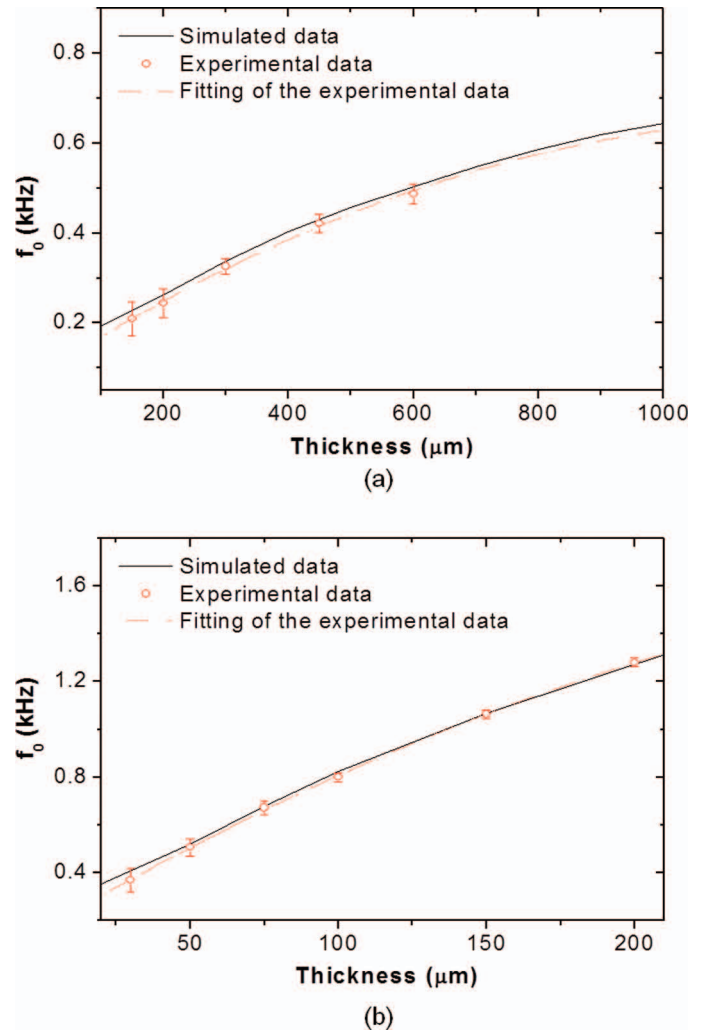 0.8
0.6
0.4
0.2
f₀ (kHz)
Simulated data
Experimental data
Fitting of the experimental data
200
400
600
800
1000
Thickness (μm)
(a)
1.6
1.2
0.8
0.4
f₀ (kHz)
Simulated data
Experimental data
Fitting of the experimental data
50
100
150
200
Thickness (μm)
(b)